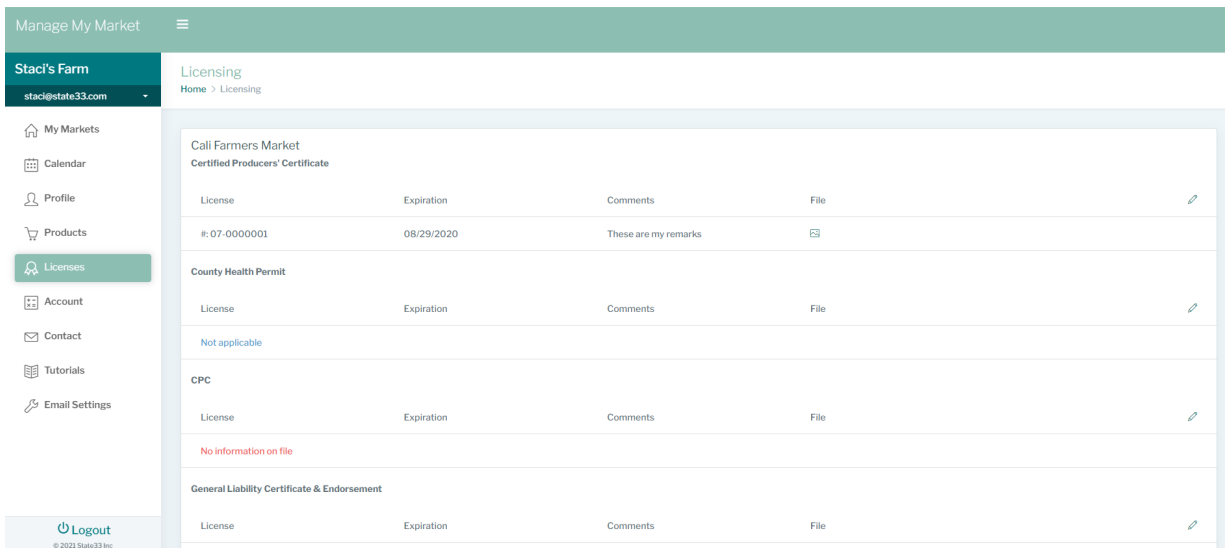 Manage My Market
Staci's Farm
staci@state33.com
My Markets
Calendar
Profile
Products
Licenses
Account
Contact
Tutorials
Email Settings
Logout
© 2021 State33 Inc
Licensing
Home > Licensing
Cali Farmers Market
Certified Producers' Certificate
License Expiration Comments File
#: 07-0000001 08/29/2020 These are my remarks
County Health Permit
License Expiration Comments File
Not applicable
CPC
License Expiration Comments File
No information on file
General Liability Certificate & Endorsement
License Expiration Comments File